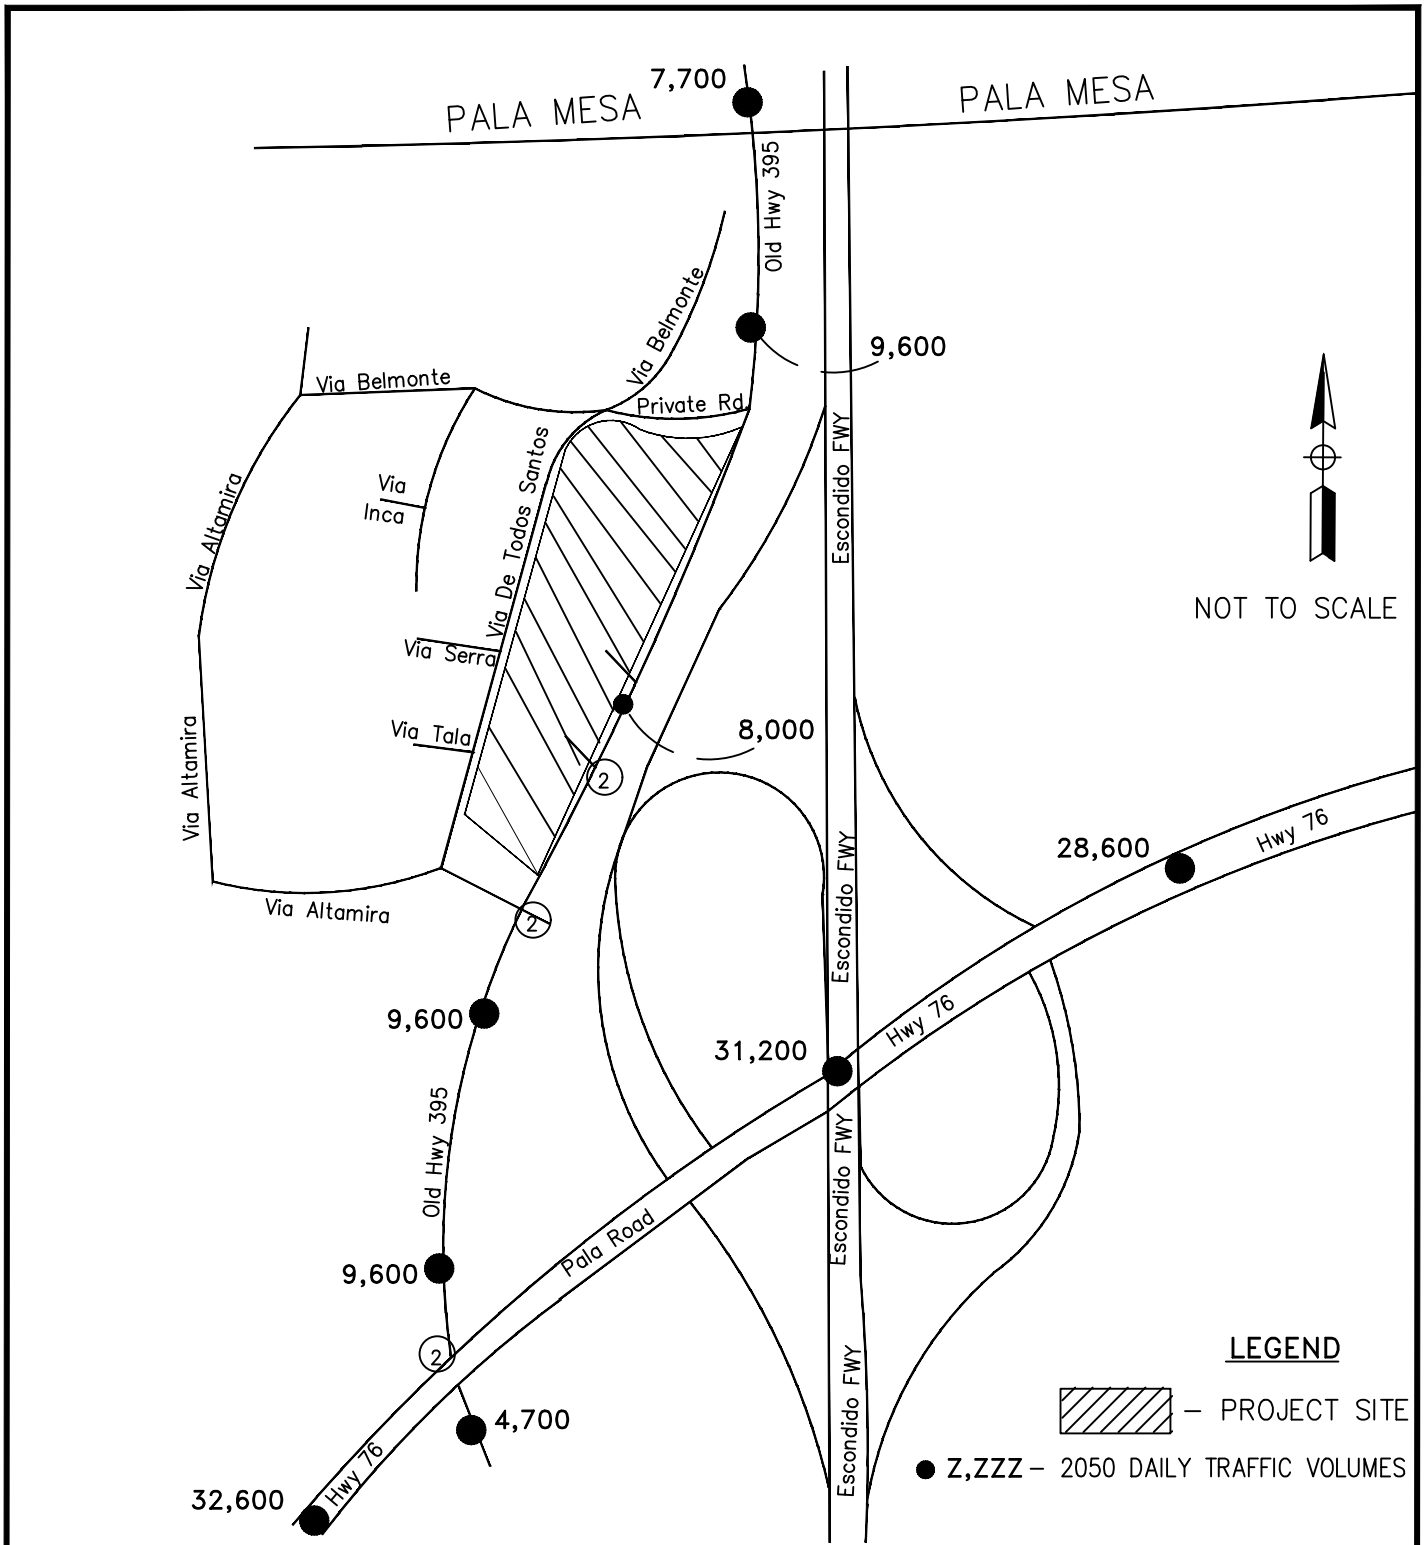 7,700
PALA MESA
PALA MESA
Old Hwy 395
Via Belmonte
9,600
Via Belmonte
Private Rd.
Escondido FWY
Via De Todos Santos
Via Altamira
Via
Inca
NOT TO SCALE
Via Serra
Via Tala
8,000
Via Altamira
2
Hwy 76
28,600
Escondido FWY
Via Altamira
2
9,600
Hwy 76
31,200
Old Hwy 395
Escondido FWY
Pala Road
9,600
2
LEGEND
Escondido FWY
4,700
— PROJECT SITE
Z,ZZZ — 2050 DAILY TRAFFIC VOLUMES
Hwy 76
32,600